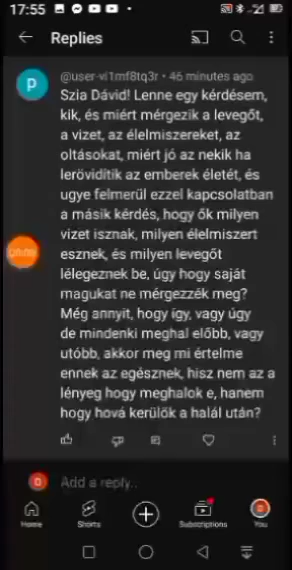 17:55
Replies
p
@user-vi1mf8tq3r • 46 minutes ago
Szia Dávid! Lenne egy kérdésem,
kik, és miért mérgezik a levegőt,
a vizet, az élelmiszereket, az
oltásokat, miért jó az nekik ha
lerövidítik az emberek életét, és
ugye felmerül ezzel kapcsolatban
a másik kérdés, hogy ők milyen
vizet isznak, milyen élelmiszert
esznek, és milyen levegőt
lélegeznek be, úgy hogy saját
magukat ne mérgezzék meg?
Még annyit, hogy így, vagy úgy
de mindenki meghal előbb, vagy
utóbb, akkor meg mi értelme
ennek az egésznek, hisz nem az a
lényeg hogy meghalok e, hanem
hogy hová kerülök a halál után?
Add a reply..
Home
Shorts
Subscriptions
You